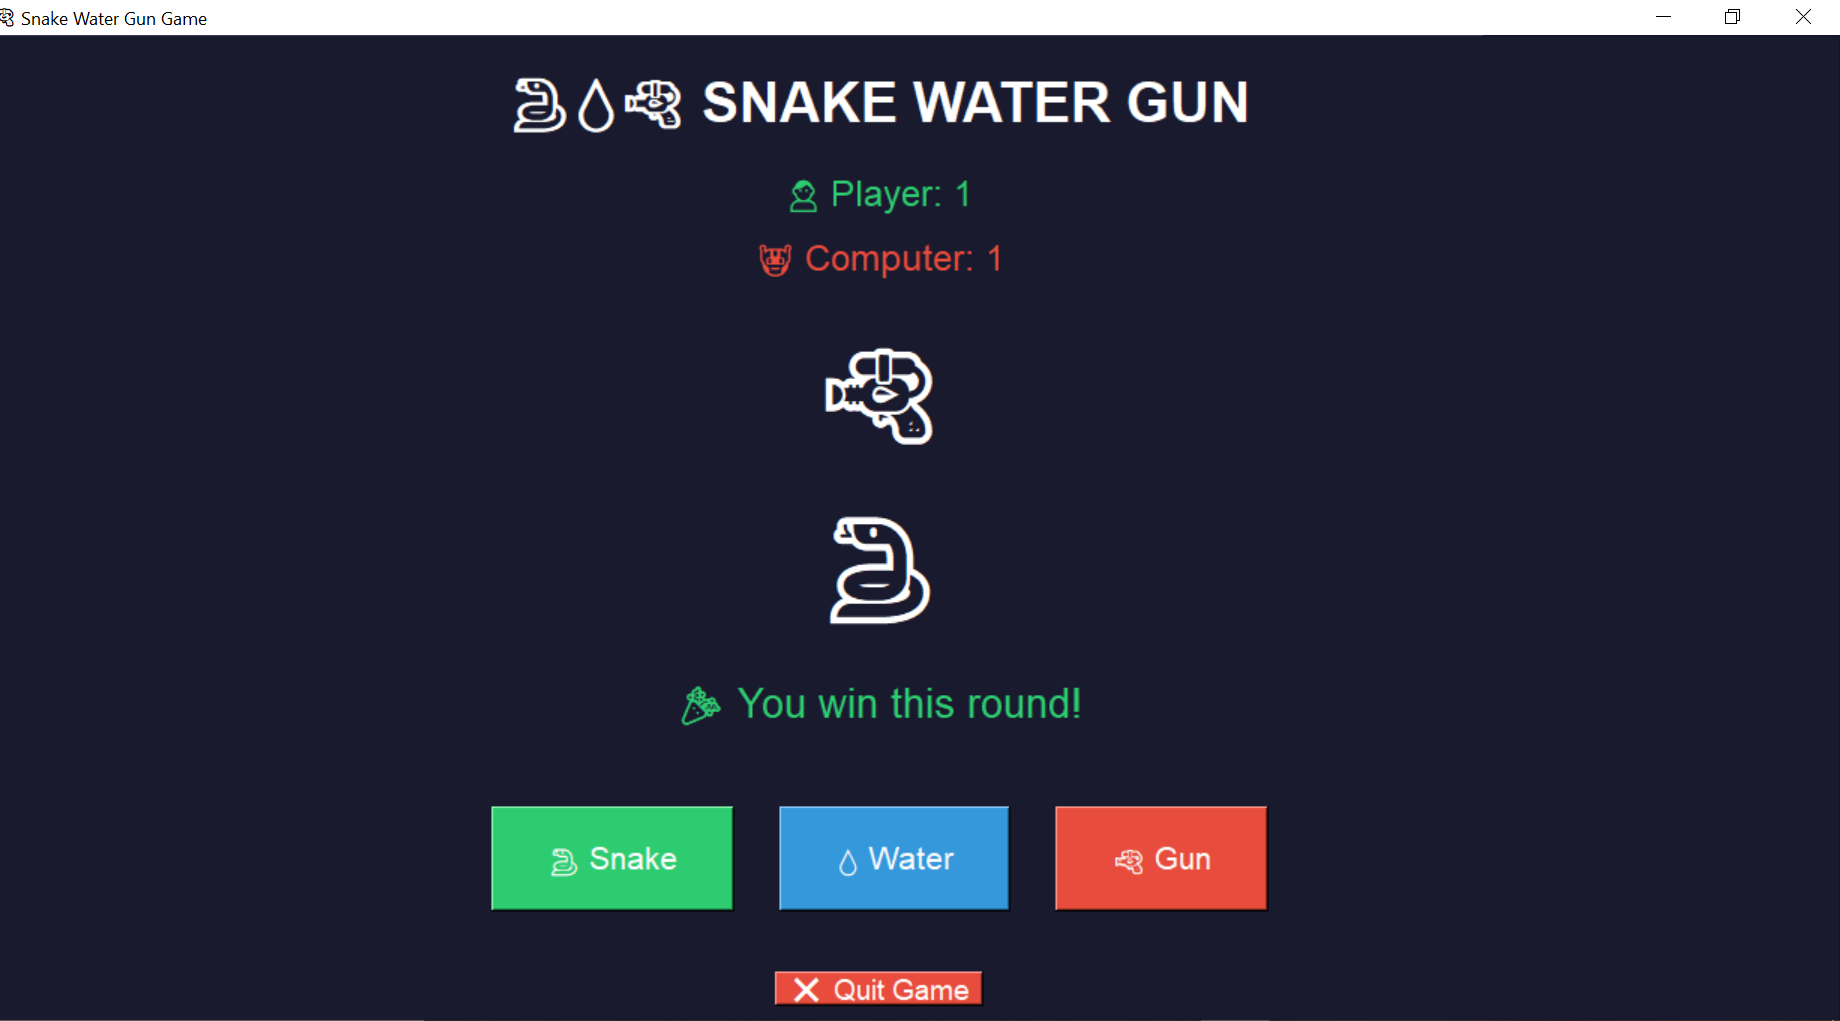 Snake Water Gun Game
SNAKE WATER GUN
Player: 1
Computer: 1
You win this round!
Snake
Water
Gun
Quit Game